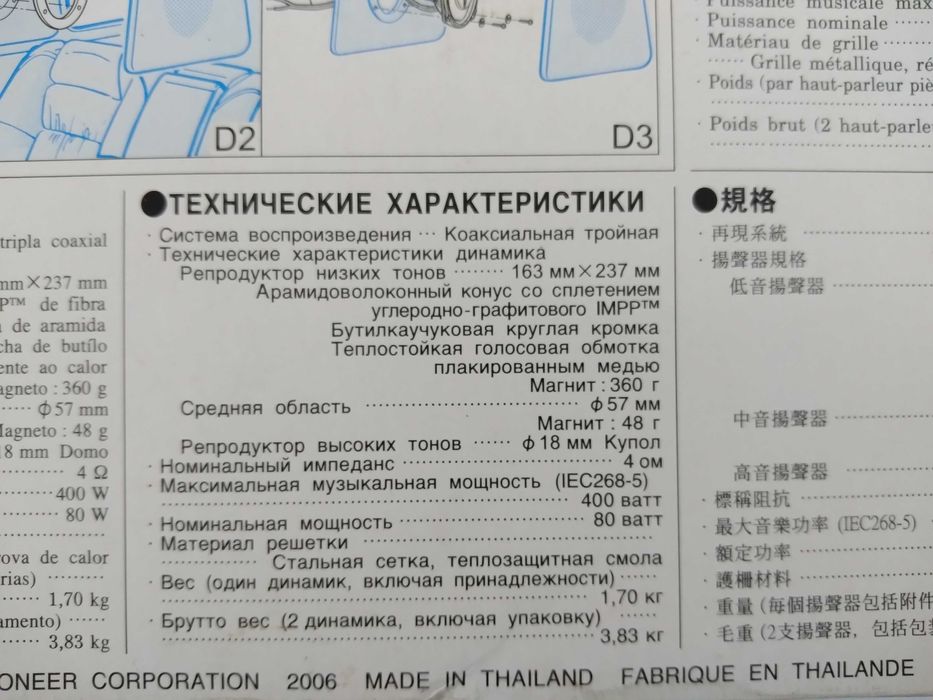 D2
D3
Puissance musicale max
· Puissance nominale ······
· Matériau de grille ········
······ Grille métallique, ré
· Poids (par haut-parleur piè
· Poids brut (2 haut-parle
tripla coaxial
mm×237 mm
P™ de fibra
de aramida
cha de butílo
ente ao calor
agneto : 360 g
····· ϕ57 mm
Magneto : 48 g
18 mm Domo
············ 4 Ω
········ 400 W
·········· 80 W
rova de calor
rias) ·········
····· 1,70 kg
amento) ······
······ 3,83 kg
●ТЕХНИЧЕСКИЕ ХАРАКТЕРИСТИКИ
· Система воспроизведения ··· Коаксиальная тройная
· Технические характеристики динамика
Репродуктор низких тонов ········ 163 мм×237 мм
Арамидоволоконный конус со сплетением
углеродно-графитового IMPP™
Бутилкаучуковая круглая кромка
Теплостойкая голосовая обмотка
плакированным медью
Магнит : 360 г
Средняя область ······························ ϕ57 мм
Магнит : 48 г
Репродуктор высоких тонов ······ ϕ18 мм Купол
· Номинальный импеданс ······························ 4 ом
· Максимальная музыкальная мощность (IEC268-5)
······························ 400 ватт
· Номинальная мощность ·························· 80 ватт
· Материал решетки ······························
·············· Стальная сетка, теплозащитная смола
· Вес (один динамик, включая принадлежности) ······
······························ 1,70 кг
· Брутто вес (2 динамика, включая упаковку) ········
······························ 3,83 кг
●規格
· 再現系統 ··········
· 揚聲器規格
低音揚聲器 ············
中音揚聲器 ············
高音揚聲器 ············
· 標稱阻抗 ··············
· 最大音樂功率 (IEC268-5) ··
· 額定功率 ··············
· 護柵材料 ··············
· 重量 (每個揚聲器包括附件
· 毛重 (2支揚聲器, 包括包
ONEER CORPORATION 2006 MADE IN THAILAND FABRIQUE EN THAILANDE